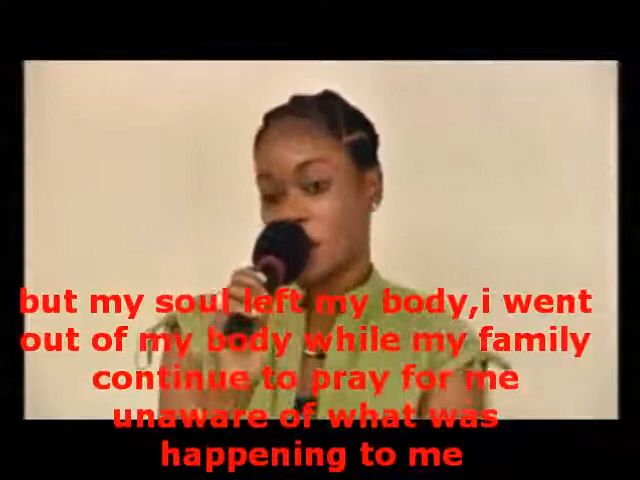 but my soul left my body,i went
out of my body while my family
continue to pray for me
unaware of what was
happening to me